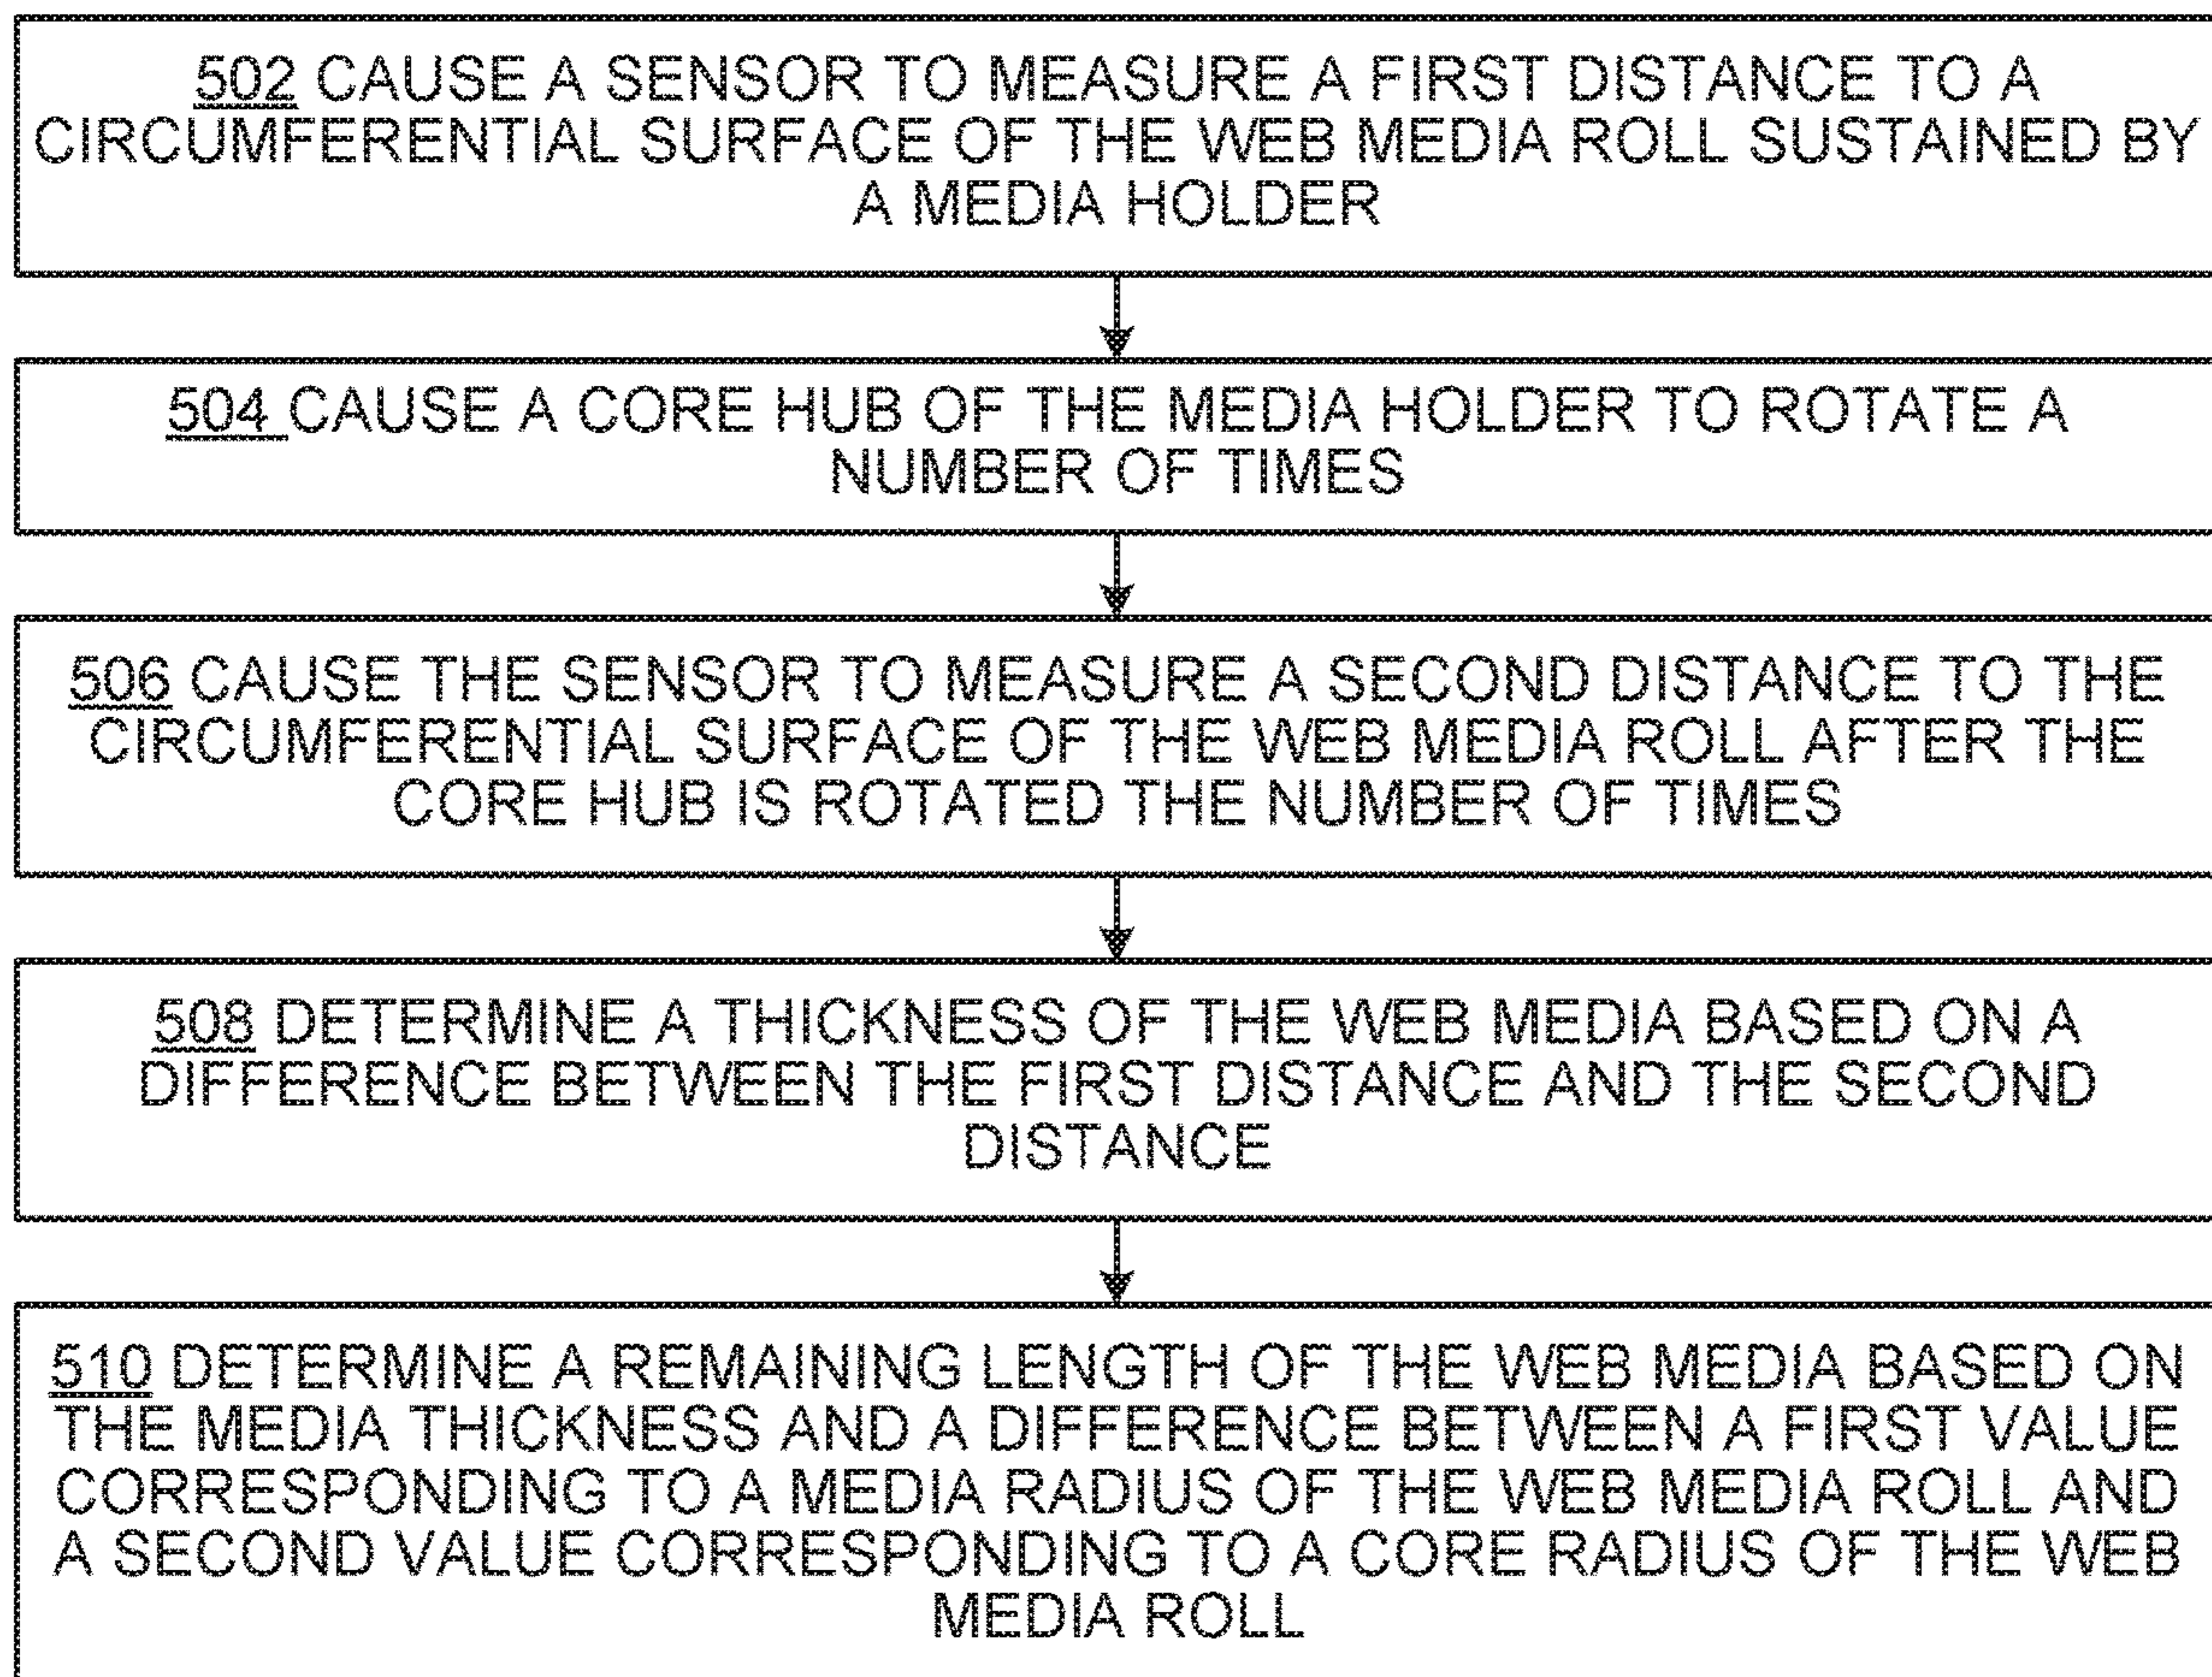 502 CAUSE A SENSOR TO MEASURE A FIRST DISTANCE TO A
CIRCUMFERENTIAL SURFACE OF THE WEB MEDIA ROLL SUSTAINED BY
A MEDIA HOLDER
504 CAUSE A CORE HUB OF THE MEDIA HOLDER TO ROTATE A
NUMBER OF TIMES
506 CAUSE THE SENSOR TO MEASURE A SECOND DISTANCE TO THE
CIRCUMFERENTIAL SURFACE OF THE WEB MEDIA ROLL AFTER THE
CORE HUB IS ROTATED THE NUMBER OF TIMES
508 DETERMINE A THICKNESS OF THE WEB MEDIA BASED ON A
DIFFERENCE BETWEEN THE FIRST DISTANCE AND THE SECOND
DISTANCE
510 DETERMINE A REMAINING LENGTH OF THE WEB MEDIA BASED ON
THE MEDIA THICKNESS AND A DIFFERENCE BETWEEN A FIRST VALUE
CORRESPONDING TO A MEDIA RADIUS OF THE WEB MEDIA ROLL AND
A SECOND VALUE CORRESPONDING TO A CORE RADIUS OF THE WEB
MEDIA ROLL